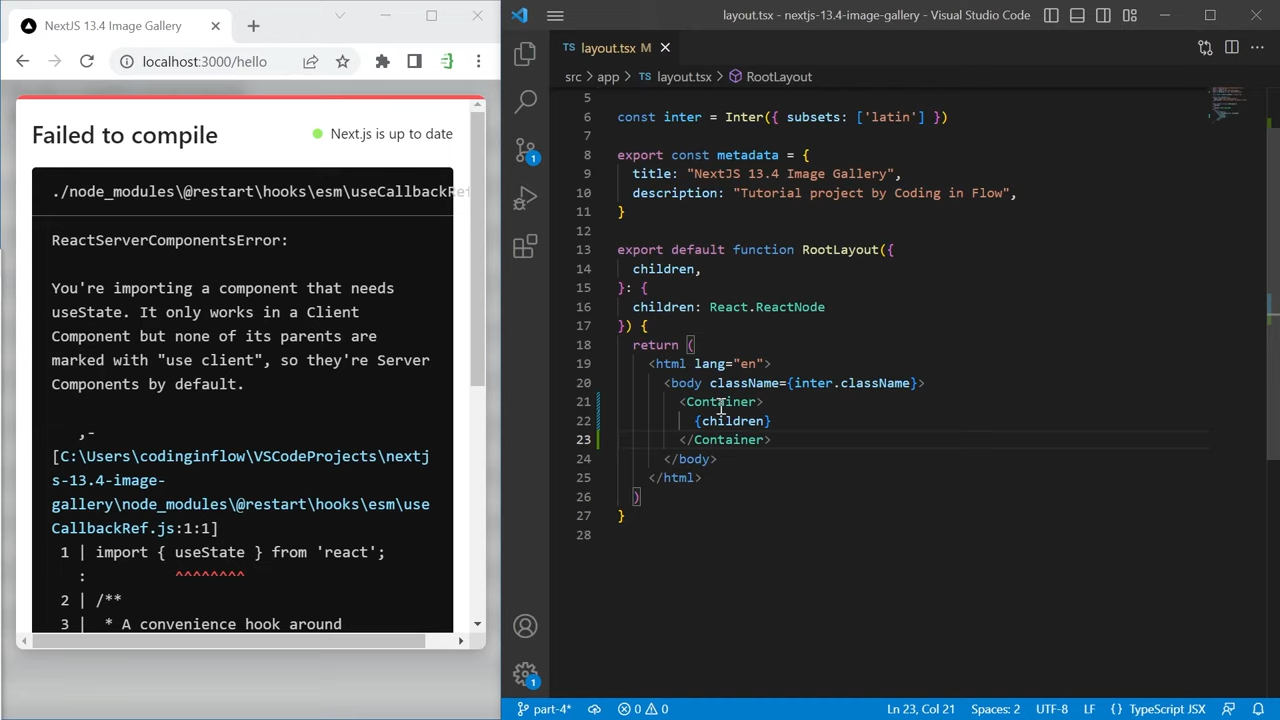 NextJS 13.4 Image Gallery
localhost:3000/hello
Failed to compile
Next.js is up to date
./node_modules\@restart\hooks\esm\useCallbackRef
ReactServerComponentsError:
You're importing a component that needs
useState. It only works in a Client
Component but none of its parents are
marked with "use client", so they're Server
Components by default.
,-
[C:\Users\codinginflow\VSCodeProjects\nextj
s-13.4-image-
gallery\node_modules\@restart\hooks\esm\use
CallbackRef.js:1:1]
1 | import { useState } from 'react';
: ^^^^^^^^
2 | /**
3 | * A convenience hook around
layout.tsx - nextjs-13.4-image-gallery - Visual Studio Code
TS layout.tsx M
src > app > TS layout.tsx > RootLayout
1
1
5
6 const inter = Inter({ subsets: ['latin'] })
7
8 export const metadata = {
9 title: "NextJS 13.4 Image Gallery",
10 description: "Tutorial project by Coding in Flow",
11 }
12
13 export default function RootLayout({
14 children,
15 }: {
16 children: React.ReactNode
17 }) {
18 return (
19 <html lang="en">
20 <body className={inter.className}>
21 <Container>
22 {children}
23 </Container>
24 </body>
25 </html>
26 )
27 }
28
part-4* 0 0 Ln 23, Col 21 Spaces: 2 UTF-8 LF {} TypeScript JSX